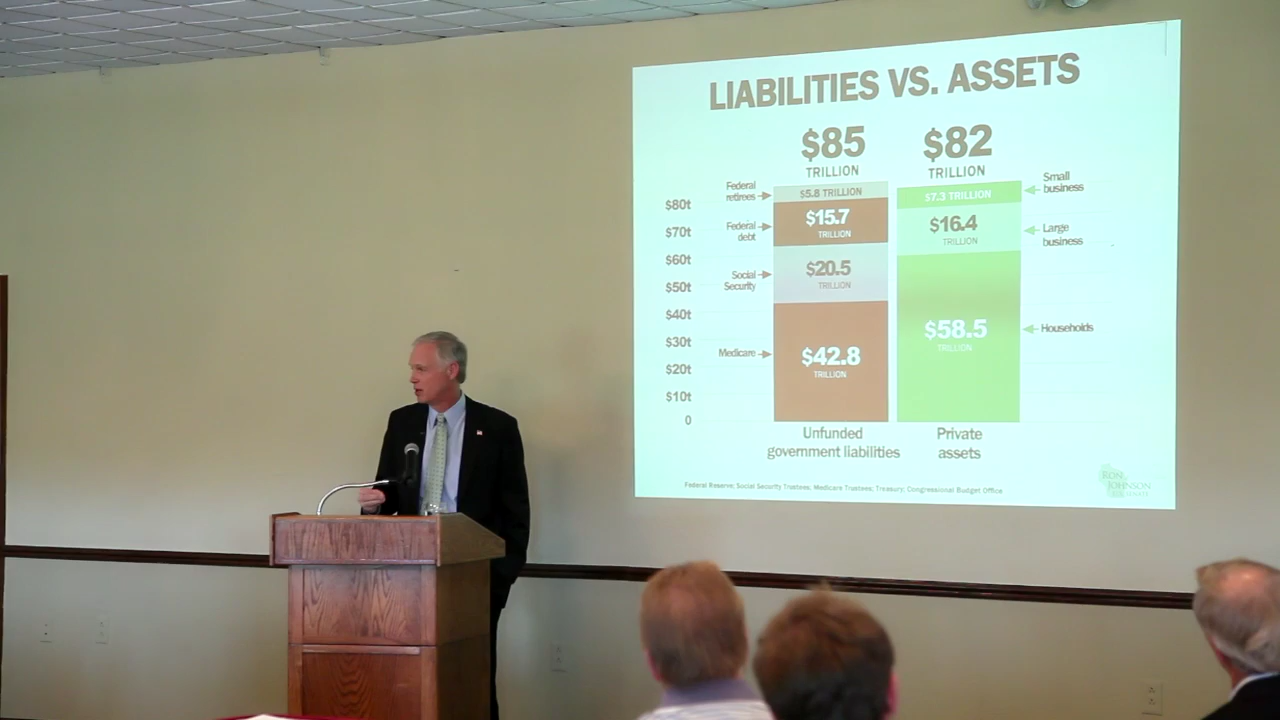 LIABILITIES VS. ASSETS
$85
TRILLION
$82
TRILLION
$80t
$70t
$60t
$50t
$40t
$30t
$20t
$10t
0
Federal
retirees
Federal
debt
Social
Security
Medicare
$5.8 TRILLION
$15.7
TRILLION
$20.5
TRILLION
$42.8
TRILLION
$7.3 TRILLION
$16.4
TRILLION
$58.5
TRILLION
Small
business
Large
business
Households
Unfunded
government liabilities
Private
assets
Federal Reserve; Social Security Trustees; Medicare Trustees; Treasury; Congressional Budget Office
RON
JOHNSON
SENATE